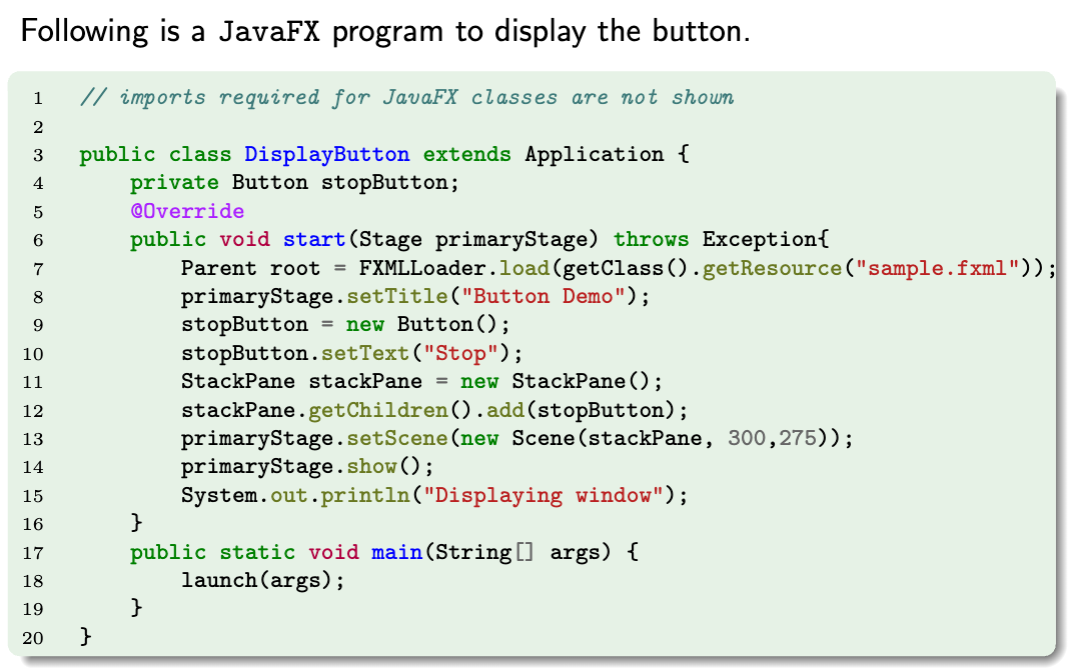 Following is a JavaFX program to display the button.
1 // imports required for JavaFX classes are not shown
2
3 public class DisplayButton extends Application {
4     private Button stopButton;
5     @Override
6     public void start(Stage primaryStage) throws Exception{
7         Parent root = FXMLLoader.load(getClass().getResource("sample.fxml"));
8         primaryStage.setTitle("Button Demo");
9         stopButton = new Button();
10         stopButton.setText("Stop");
11         StackPane stackPane = new StackPane();
12         stackPane.getChildren().add(stopButton);
13         primaryStage.setScene(new Scene(stackPane, 300,275));
14         primaryStage.show();
15         System.out.println("Displaying window");
16     }
17     public static void main(String[] args) {
18         launch(args);
19     }
20 }